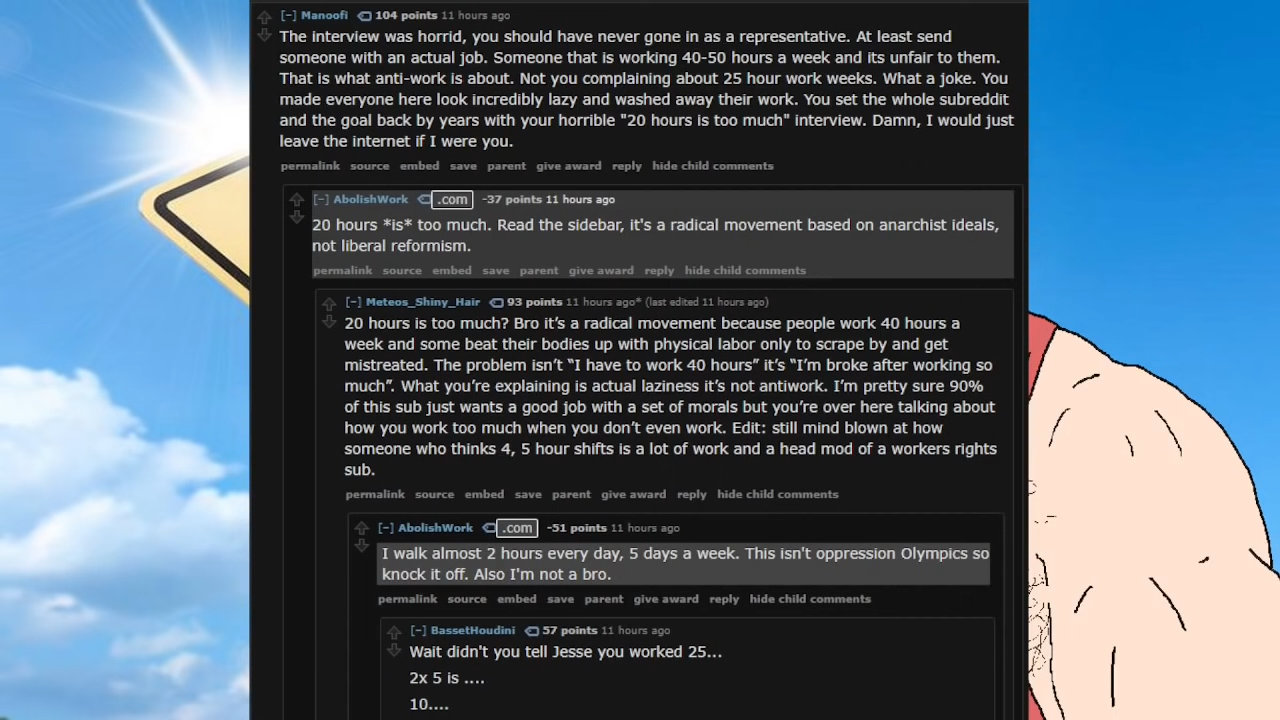 [-] Manoofi 104 points 11 hours ago
The interview was horrid, you should have never gone in as a representative. At least send
someone with an actual job. Someone that is working 40-50 hours a week and its unfair to them.
That is what anti-work is about. Not you complaining about 25 hour work weeks. What a joke. You
made everyone here look incredibly lazy and washed away their work. You set the whole subreddit
and the goal back by years with your horrible "20 hours is too much" interview. Damn, I would just
leave the internet if I were you.
permalink source embed save parent give award reply hide child comments
[-] AbolishWork .com -37 points 11 hours ago
20 hours *is* too much. Read the sidebar, it's a radical movement based on anarchist ideals,
not liberal reformism.
permalink source embed save parent give award reply hide child comments
[-] Meteos_Shiny_Hair 93 points 11 hours ago* (last edited 11 hours ago)
20 hours is too much? Bro it’s a radical movement because people work 40 hours a
week and some beat their bodies up with physical labor only to scrape by and get
mistreated. The problem isn’t “I have to work 40 hours” it’s “I’m broke after working so
much”. What you’re explaining is actual laziness it’s not antiwork. I’m pretty sure 90%
of this sub just wants a good job with a set of morals but you’re over here talking about
how you work too much when you don’t even work. Edit: still mind blown at how
someone who thinks 4, 5 hour shifts is a lot of work and a head mod of a workers rights
sub.
permalink source embed save parent give award reply hide child comments
[-] AbolishWork .com -51 points 11 hours ago
I walk almost 2 hours every day, 5 days a week. This isn't oppression Olympics so
knock it off. Also I'm not a bro.
permalink source embed save parent give award reply hide child comments
[-] BassetHoudini 57 points 11 hours ago
Wait didn't you tell Jesse you worked 25...
2x 5 is ....
10....